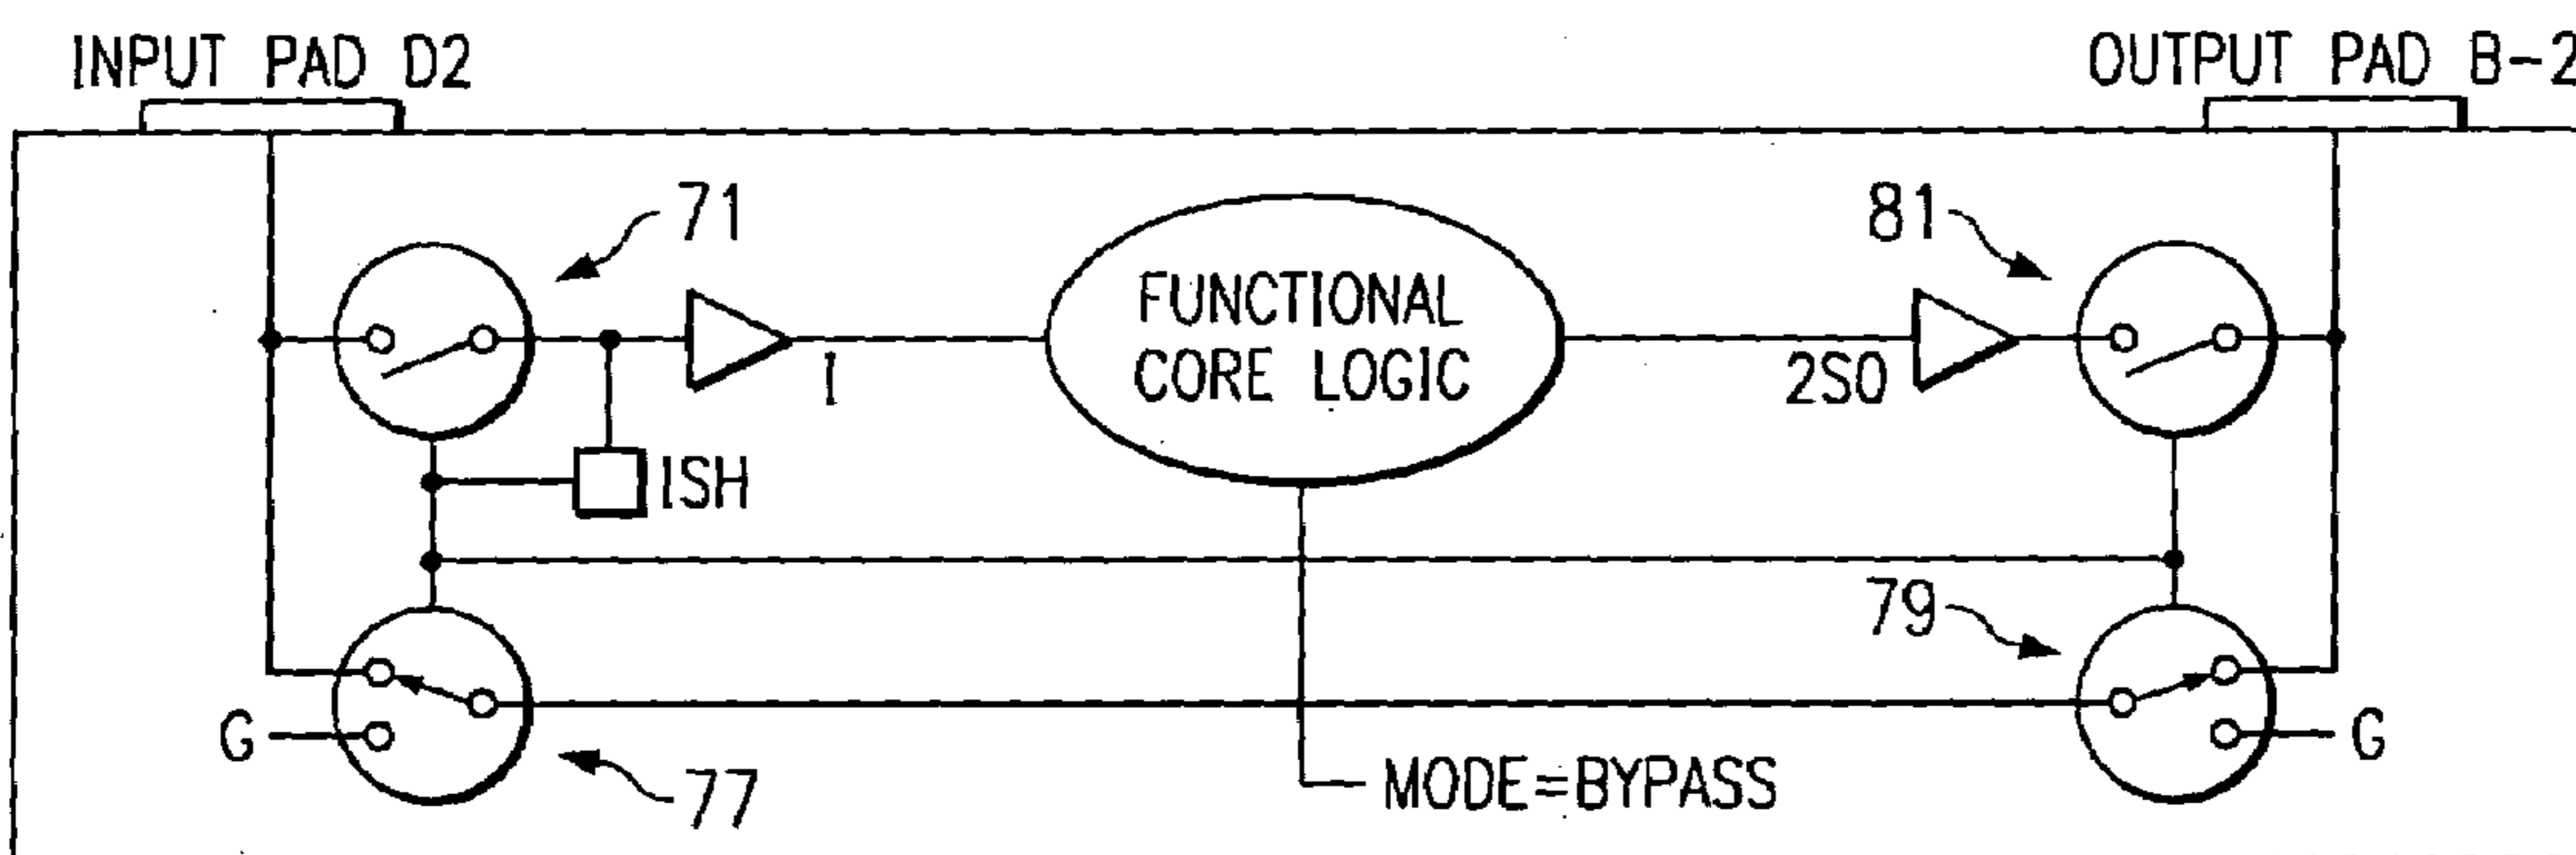 INPUT PAD D2
OUTPUT PAD B-2
71
81
FUNCTIONAL
CORE LOGIC
I
2SO
ISH
79
G
G
MODE=BYPASS
77